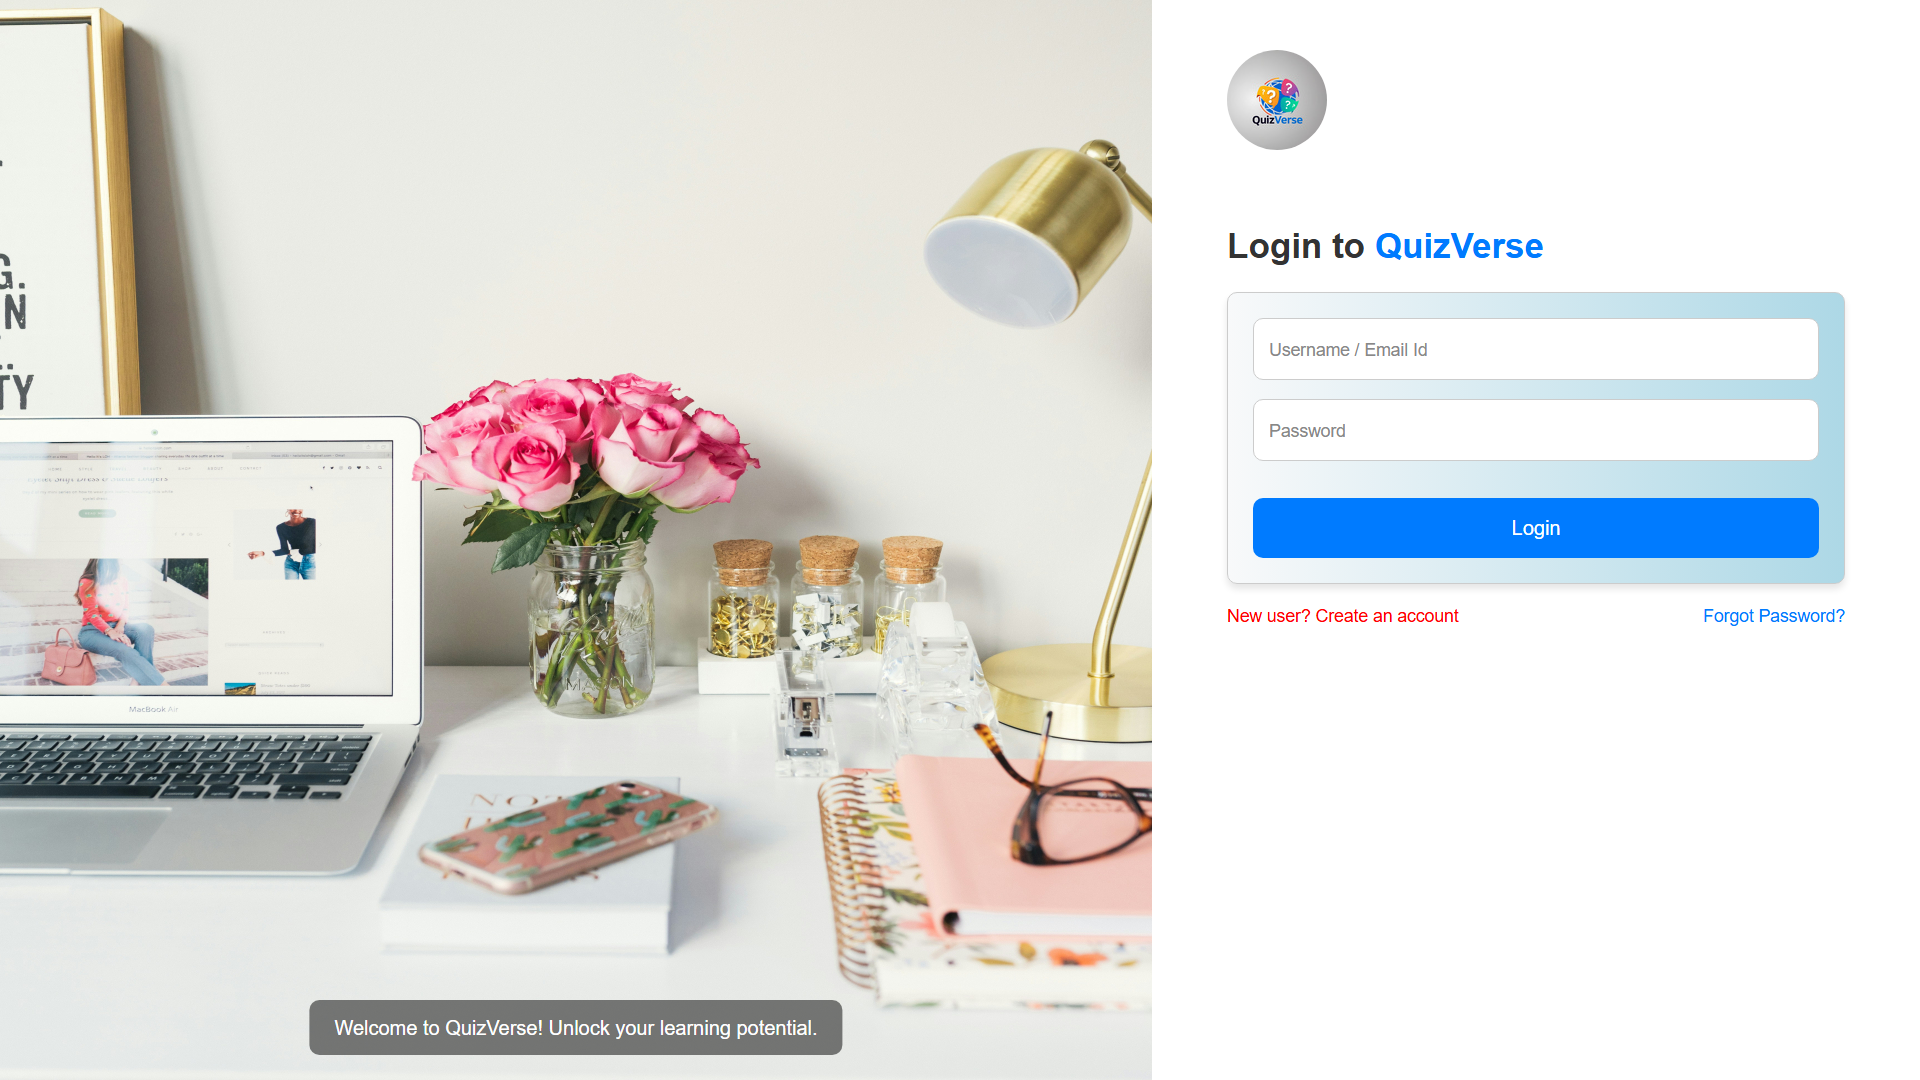 G.
N
TY
MacBook Air
MASON
QuizVerse
Login to QuizVerse
Username / Email Id
Password
Login
New user? Create an account
Forgot Password?
Welcome to QuizVerse! Unlock your learning potential.